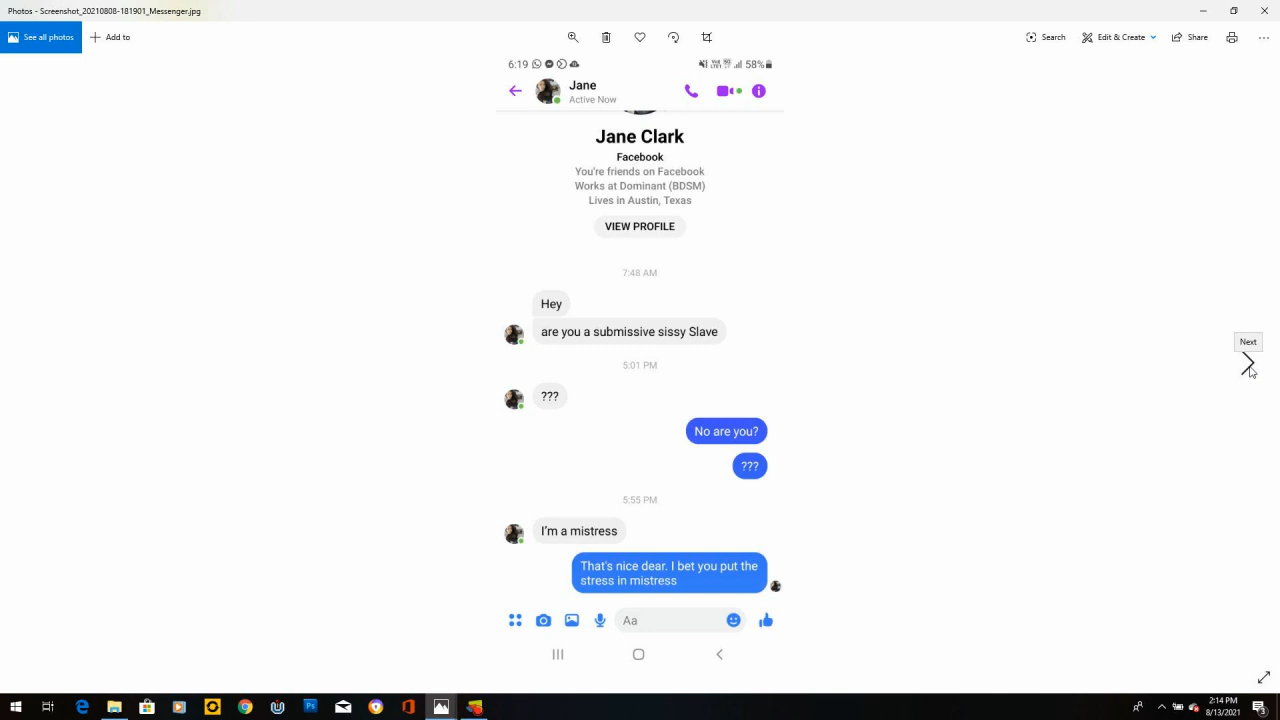 Photos - Screenshot_20210808-181901_Messenger.jpg
See all photos
Add to
Search
Edit & Create
Share
6:19
58%
Jane
Active Now
Jane Clark
Facebook
You're friends on Facebook
Works at Dominant (BDSM)
Lives in Austin, Texas
VIEW PROFILE
7:48 AM
Hey
are you a submissive sissy Slave
Next
5:01 PM
???
No are you?
???
5:55 PM
I'm a mistress
That's nice dear. I bet you put the
stress in mistress
Aa
2:14 PM
8/13/2021